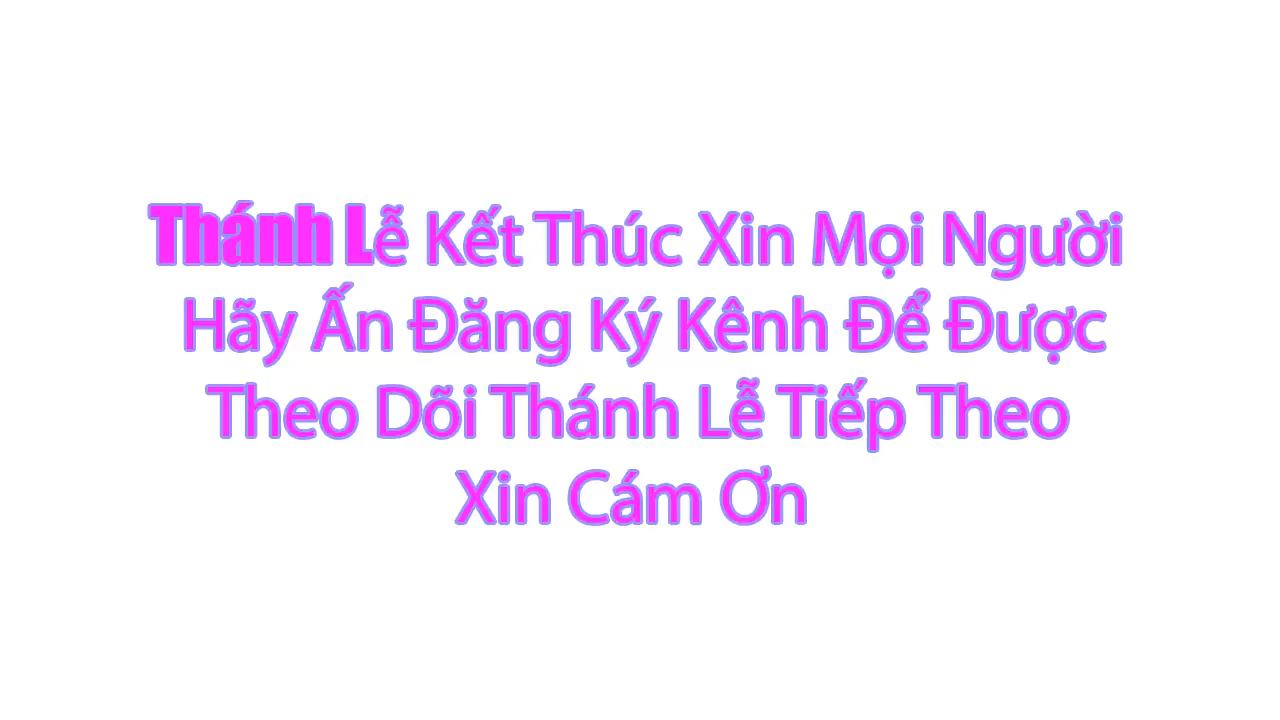 Thánh Lễ Kết Thúc Xin Mọi Người
Hãy Ấn Đăng Ký Kênh Để Được
Theo Dõi Thánh Lễ Tiếp Theo
Xin Cám Ơn